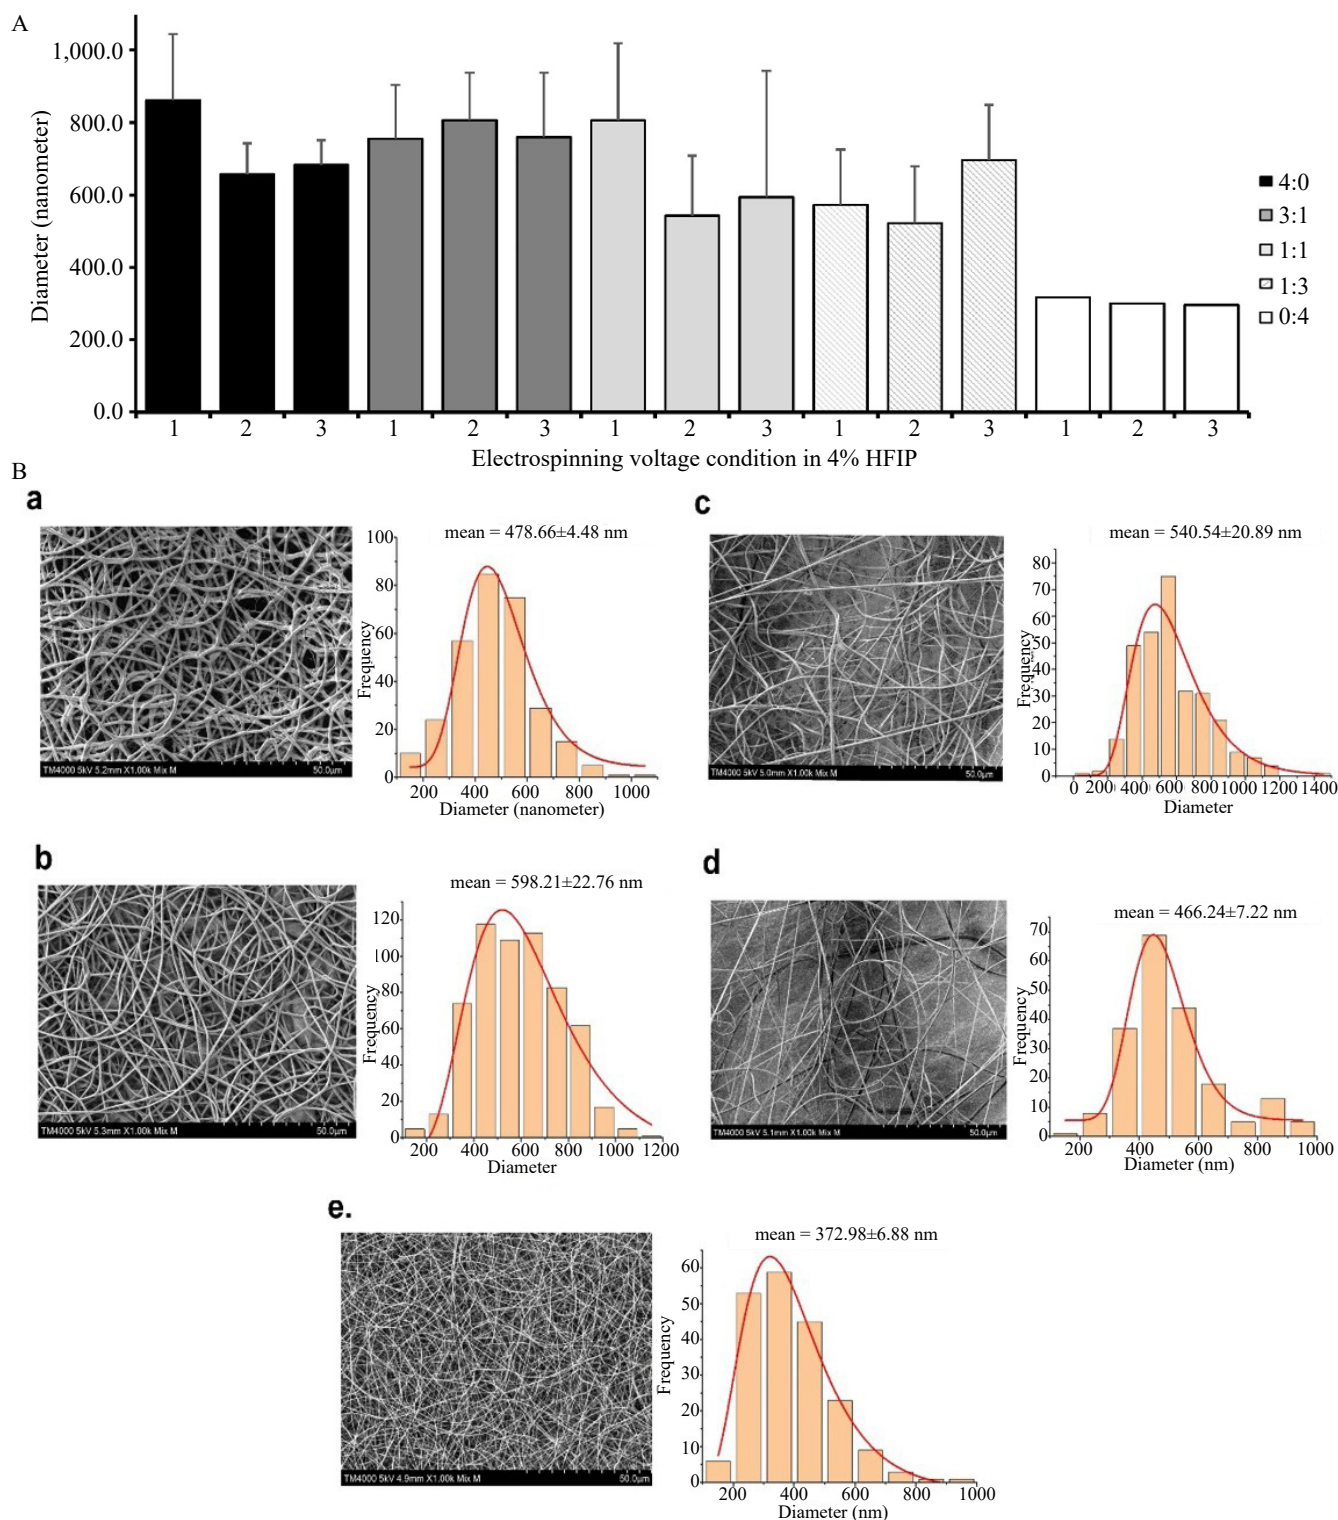 A
Diameter (nanometer)
1,000.0
800.0
600.0
400.0
200.0
0.0
1 2 3 1 2 3 1 2 3 1 2 3 1 2 3
Electrospinning voltage condition in 4% HFIP
4:0
3:1
1:1
1:3
0:4
B
a
TM4000 5kV 5.2mm X1.00k Mix M 50.0µm
mean = 478.66±4.48 nm
Frequency
100
80
60
40
20
0
200 400 600 800 1000
Diameter (nanometer)
c
TM4000 5kV 5.0mm X1.00k Mix M 50.0µm
mean = 540.54±20.89 nm
Frequency
80
70
60
50
40
30
20
10
0
0 200 400 600 800 1000 1200 1400
Diameter
b
TM4000 5kV 5.3mm X1.00k Mix M 50.0µm
mean = 598.21±22.76 nm
Frequency
120
100
80
60
40
20
0
200 400 600 800 1000 1200
Diameter
d
TM4000 5kV 5.1mm X1.00k Mix M 50.0µm
mean = 466.24±7.22 nm
Frequency
70
60
50
40
30
20
10
0
200 400 600 800 1000
Diameter (nm)
e.
TM4000 5kV 4.9mm X1.00k Mix M 50.0µm
mean = 372.98±6.88 nm
Frequency
60
50
40
30
20
10
0
200 400 600 800 1000
Diameter (nm)